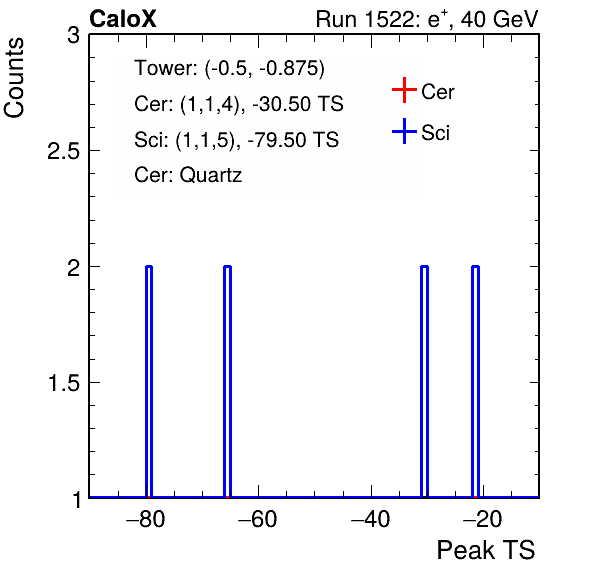 CaloX Run 1522: e⁺, 40 GeV
Counts
3
2.5
2
1.5
1
Tower: (-0.5, -0.875)
Cer: (1,1,4), -30.50 TS
Sci: (1,1,5), -79.50 TS
Cer: Quartz
Cer
Sci
−80 −60 −40 −20
Peak TS